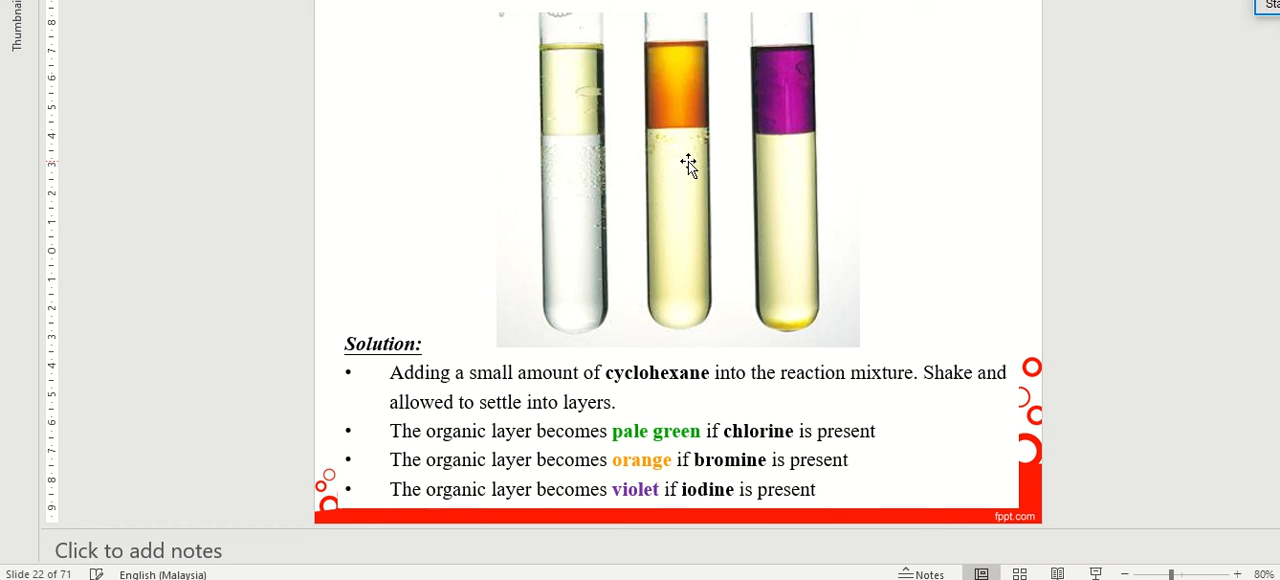 Thumbnai
Sta
Solution:
• Adding a small amount of cyclohexane into the reaction mixture. Shake and
allowed to settle into layers.
• The organic layer becomes pale green if chlorine is present
• The organic layer becomes orange if bromine is present
• The organic layer becomes violet if iodine is present
fppt.com
Click to add notes
Slide 22 of 71 English (Malaysia) Notes 80%